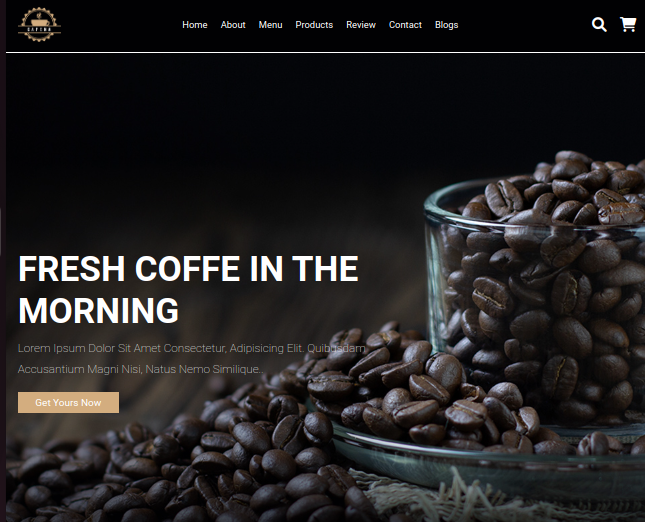 Home About Menu Products Review Contact Blogs
FRESH COFFE IN THE
MORNING
Lorem Ipsum Dolor Sit Amet Consectetur, Adipisicing Elit. Quibusdam
Accusantium Magni Nisi, Natus Nemo Similique..
Get Yours Now